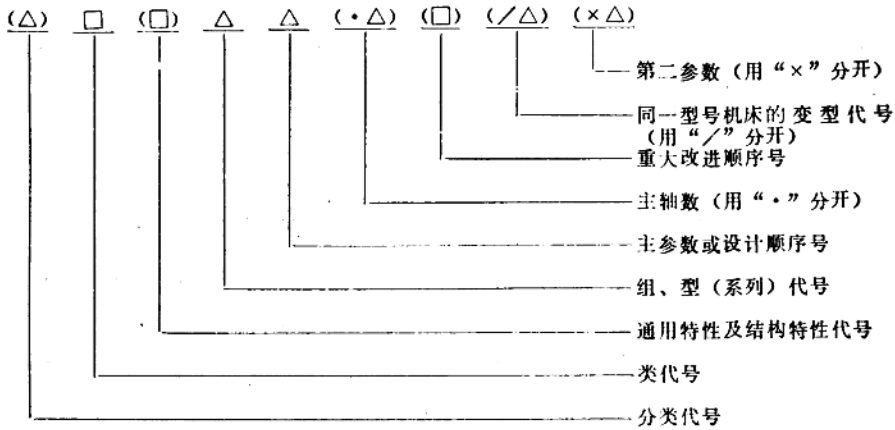 (△) □ (□) △ △ (·△) (□) (/△) (×△)
第二参数（用“×”分开）
同一型号机床的变型代号
（用“/”分开）
重大改进顺序号
主轴数（用“·”分开）
主参数或设计顺序号
组、型（系列）代号
通用特性及结构特性代号
类代号
分类代号